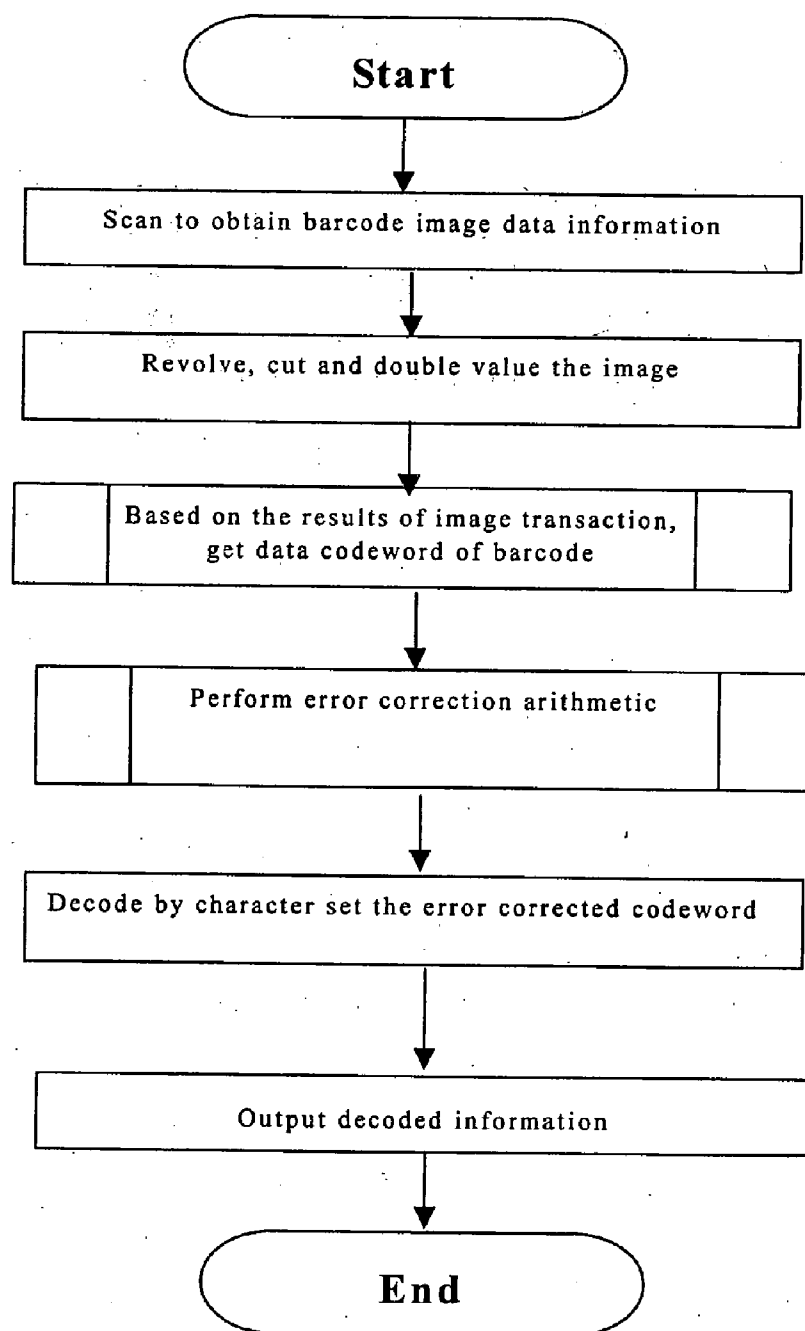 Start
Scan to obtain barcode image data information
Revolve, cut and double value the image
Based on the results of image transaction,
get data codeword of barcode
Perform error correction arithmetic
Decode by character set the error corrected codeword
Output decoded information
End